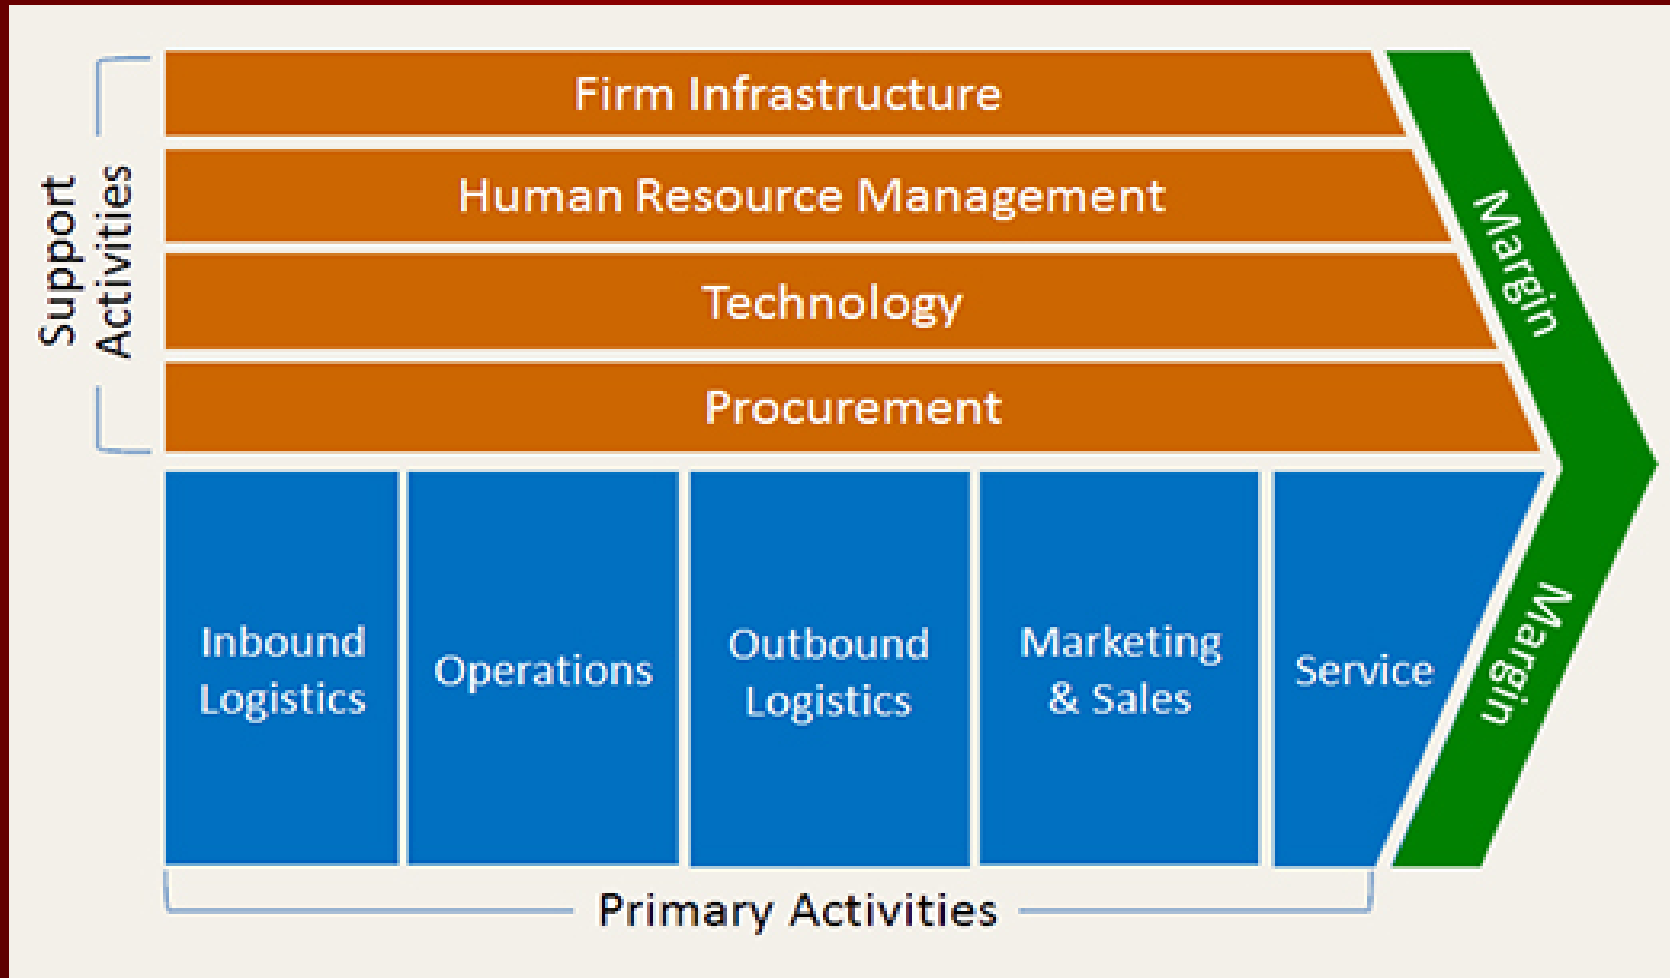 Support
Activities
Firm Infrastructure
Human Resource Management
Technology
Procurement
Margin
Inbound
Logistics
Operations
Outbound
Logistics
Marketing
& Sales
Service
Margin
Primary Activities